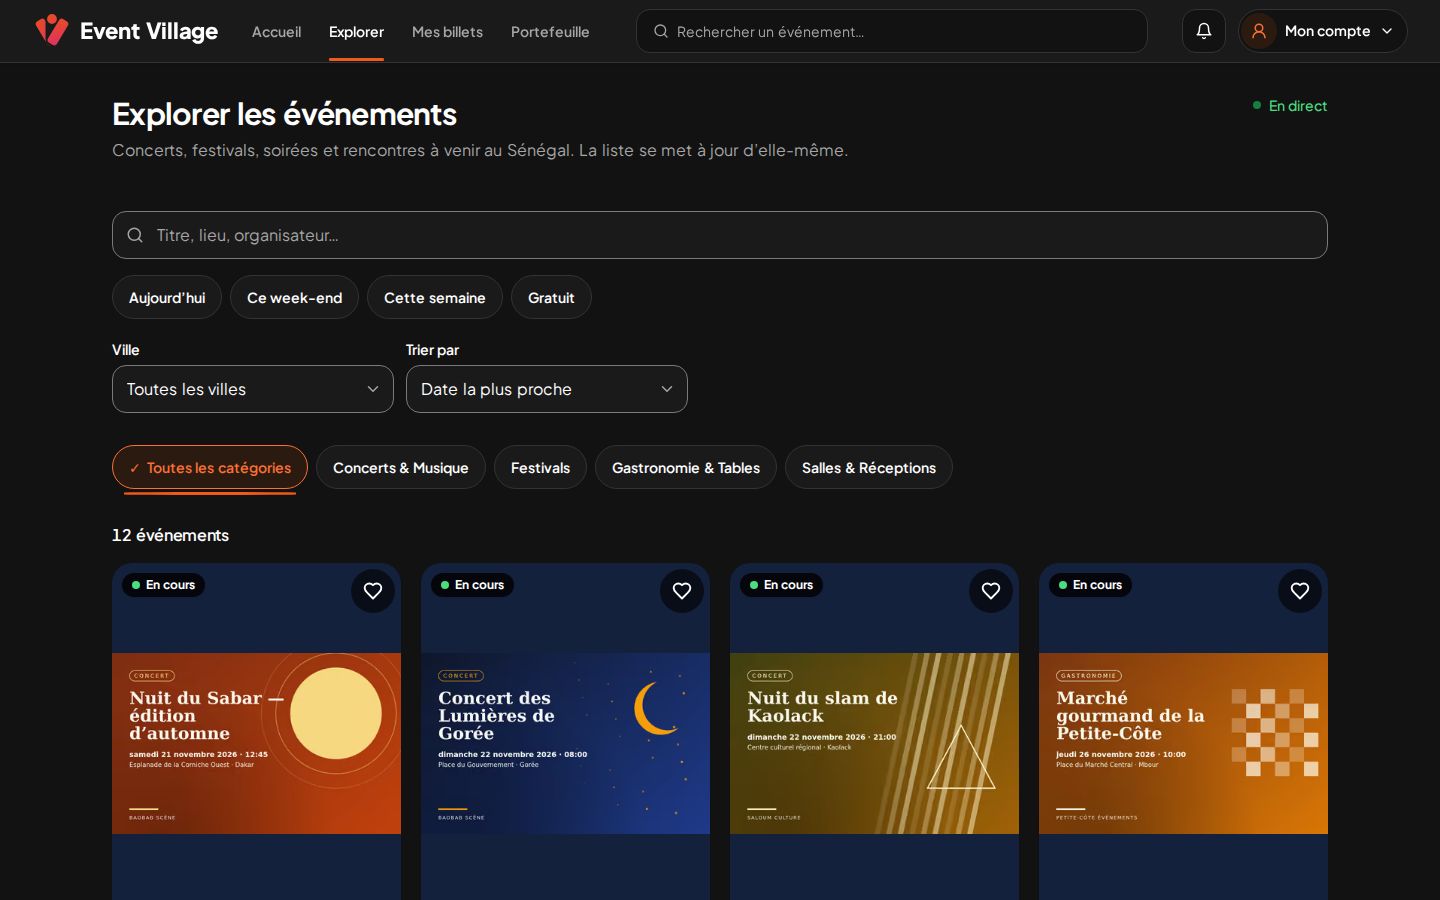 Event Village
Accueil
Explorer
Mes billets
Portefeuille
Rechercher un événement...
Mon compte
Explorer les événements
En direct
Concerts, festivals, soirées et rencontres à venir au Sénégal. La liste se met à jour d'elle-même.
Titre, lieu, organisateur...
Aujourd'hui
Ce week-end
Cette semaine
Gratuit
Ville
Trier par
Toutes les villes
Date la plus proche
✓ Toutes les catégories
Concerts & Musique
Festivals
Gastronomie & Tables
Salles & Réceptions
12 événements
En cours
CONCERT
Nuit du Sabar —
édition
d'automne
samedi 21 novembre 2026 · 12:45
Esplanade de la Corniche Ouest · Dakar
BAOBAB SCÈNE
En cours
CONCERT
Concert des
Lumières de
Gorée
dimanche 22 novembre 2026 · 08:00
Place du Gouvernement · Gorée
BAOBAB SCÈNE
En cours
CONCERT
Nuit du slam de
Kaolack
dimanche 22 novembre 2026 · 21:00
Centre culturel régional · Kaolack
SALOUM CULTURE
En cours
GASTRONOMIE
Marché
gourmand de la
Petite-Côte
jeudi 26 novembre 2026 · 10:00
Place du Marché Central · Mbour
PETITE-CÔTE ÉVÉNEMENTS